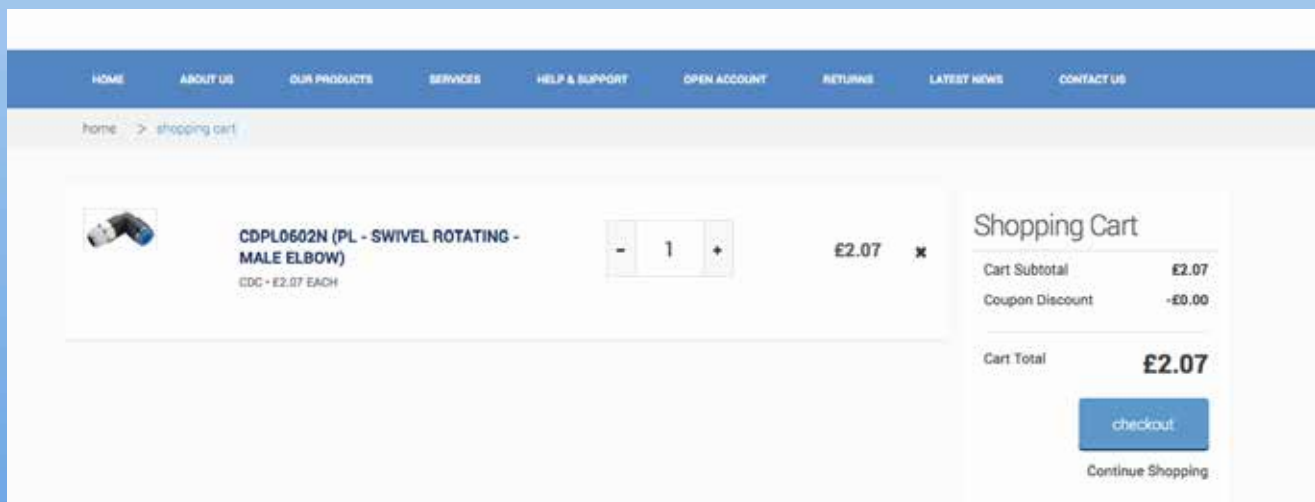 HOME ABOUT US OUR PRODUCTS SERVICES HELP & SUPPORT OPEN ACCOUNT RETURNS LATEST NEWS CONTACT US
home > shopping cart
CDPL0602N (PL - SWIVEL ROTATING -
MALE ELBOW)
CDC • £2.07 EACH
- 1 +
£2.07 ×
Shopping Cart
Cart Subtotal £2.07
Coupon Discount -£0.00
Cart Total £2.07
checkout
Continue Shopping